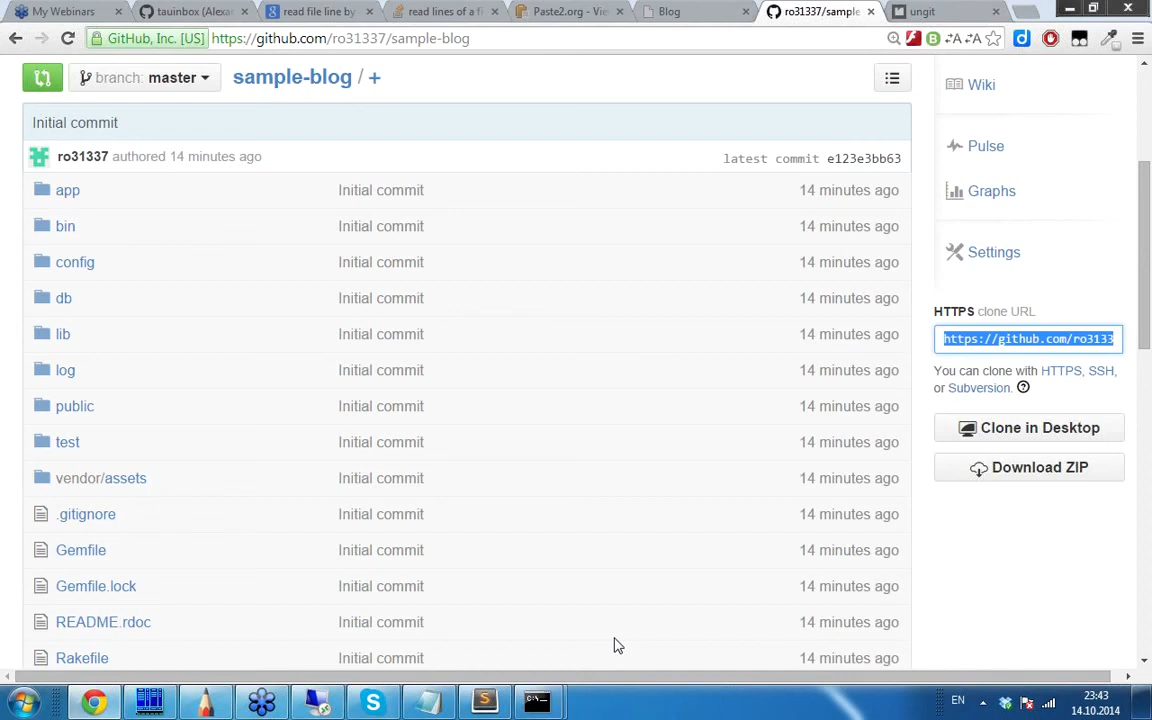 My Webinars
tauinbox (Alexa
read file line by
read lines of a f
Paste2.org - Vie
Blog
ro31337/sample
ungit
GitHub, Inc. [US]
https://github.com/ro31337/sample-blog
branch: master
sample-blog / +
Initial commit
ro31337 authored 14 minutes ago
latest commit e123e3bb63
app Initial commit 14 minutes ago
bin Initial commit 14 minutes ago
config Initial commit 14 minutes ago
db Initial commit 14 minutes ago
lib Initial commit 14 minutes ago
log Initial commit 14 minutes ago
public Initial commit 14 minutes ago
test Initial commit 14 minutes ago
vendor/assets Initial commit 14 minutes ago
.gitignore Initial commit 14 minutes ago
Gemfile Initial commit 14 minutes ago
Gemfile.lock Initial commit 14 minutes ago
README.rdoc Initial commit 14 minutes ago
Rakefile Initial commit 14 minutes ago
Wiki
Pulse
Graphs
Settings
HTTPS clone URL
https://github.com/ro3133
You can clone with HTTPS, SSH,
or Subversion.
Clone in Desktop
Download ZIP
EN
23:43
14.10.2014